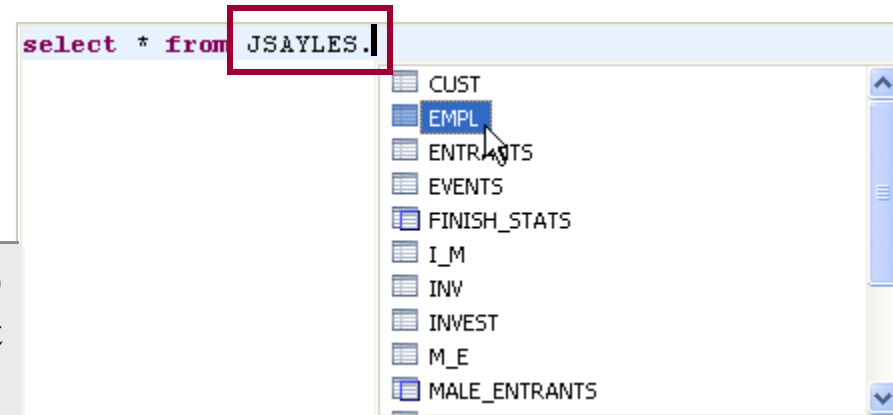 select * from JSAYLES.
CUST
EMPL
ENTRANTS
EVENTS
FINISH_STATS
I_M
INV
INVEST
M_E
MALE_ENTRANTS